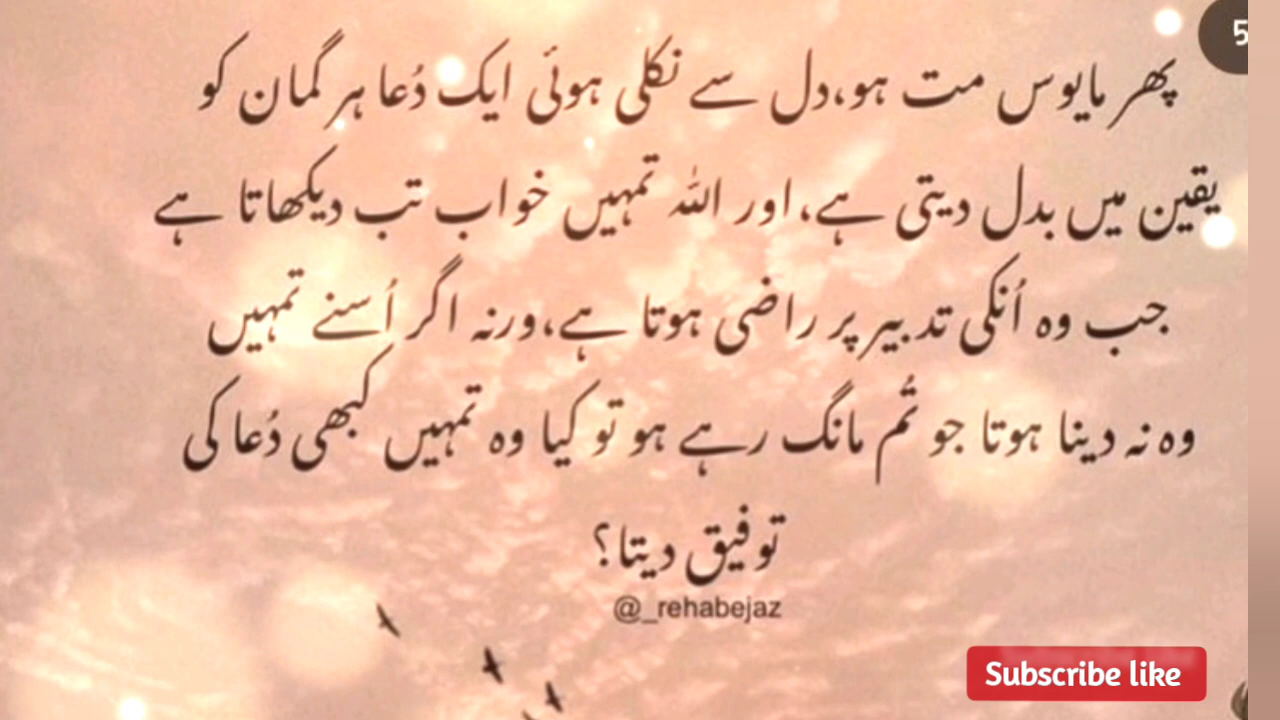 5
پھر مایوس مت ہو،دل سے نکلی ہوئی ایک دُعا ہر گمان کو
یقین میں بدل دیتی ہے، اور اللہ تمہیں خواب تب دیکھاتا ہے
جب وہ اُنکی تدبیر پر راضی ہوتا ہے،ورنہ اگر اُسنے تمہیں
وہ نہ دینا ہوتا جو تُم مانگ رہے ہو تو کیا وہ تمہیں کبھی دُعا کی
توفیق دیتا؟
@_rehabejaz
Subscribe like